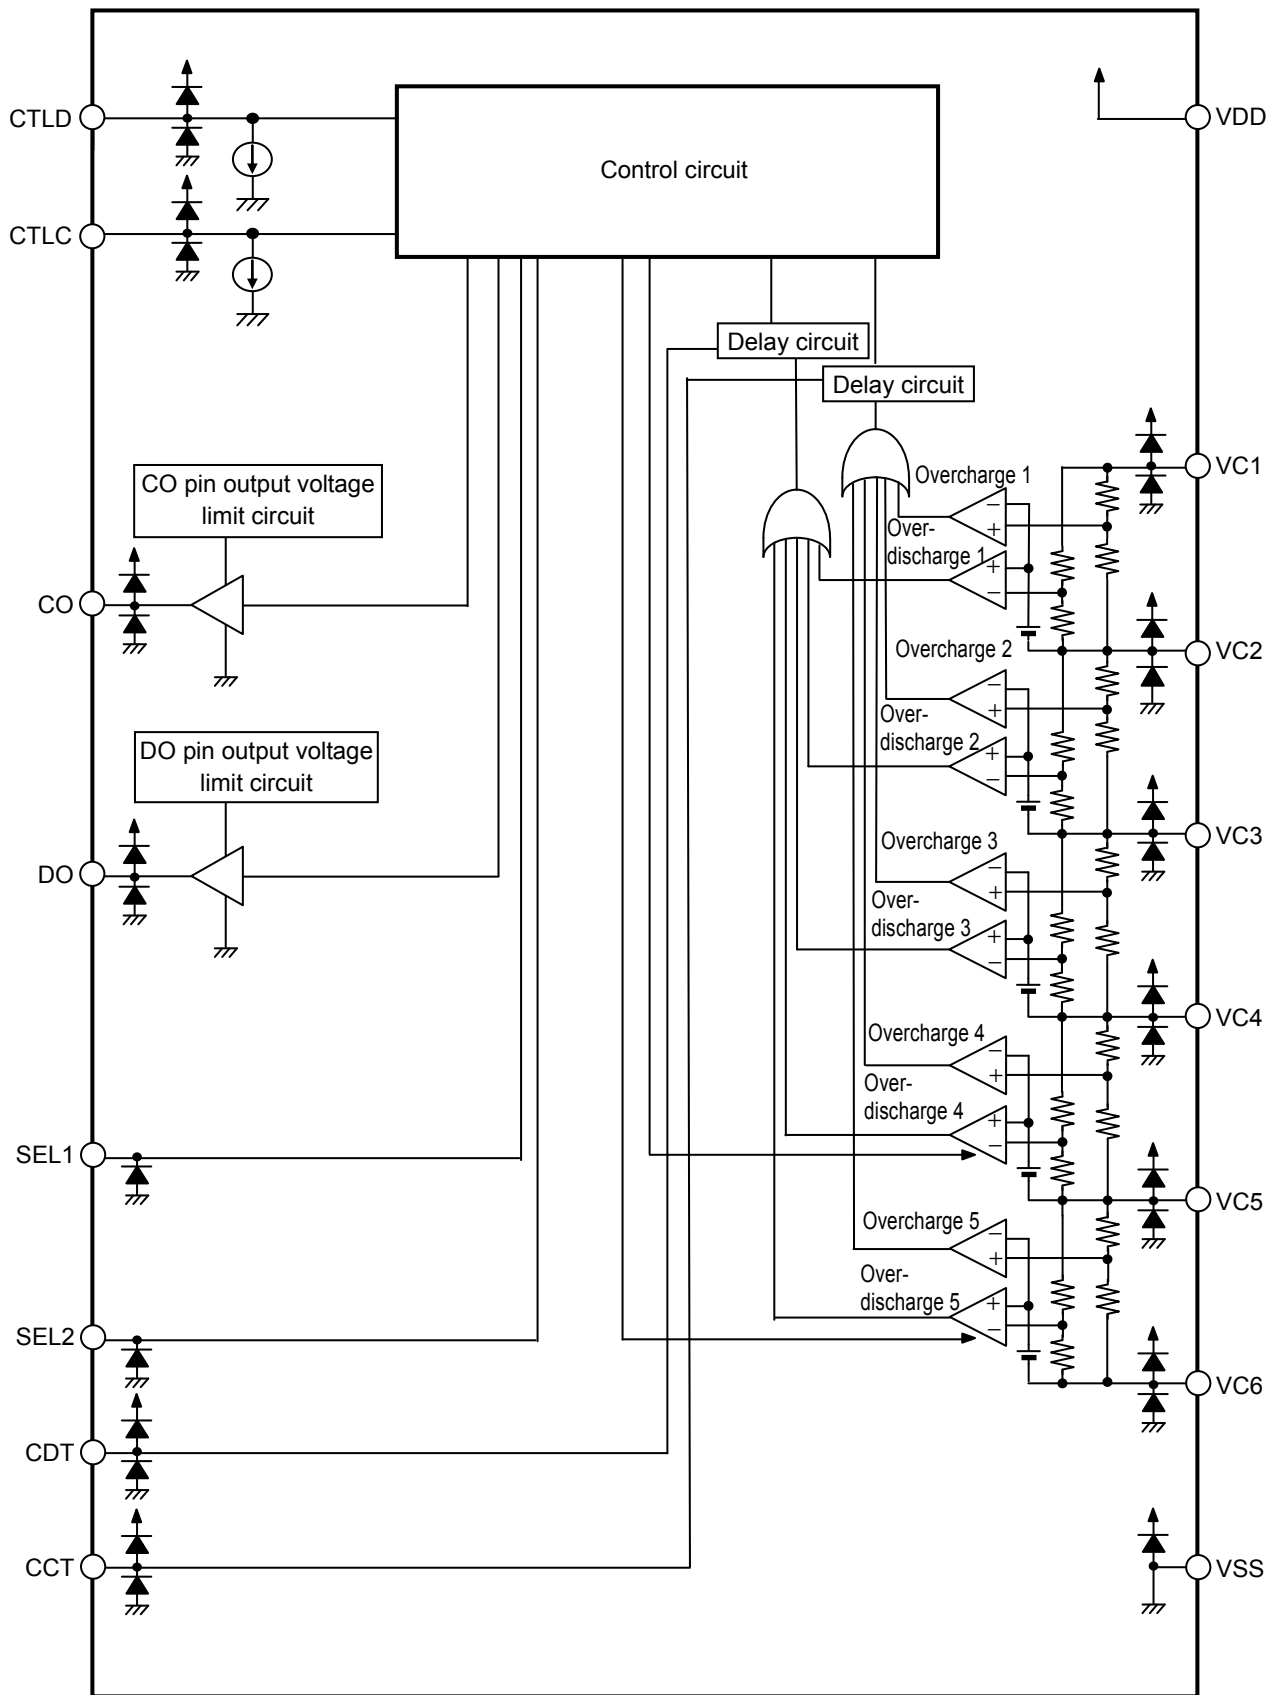 CTLD
VDD
Control circuit
CTLC
Delay circuit
Delay circuit
VC1
CO pin output voltage
limit circuit
Overcharge 1
−
+
Over-
discharge 1
+
−
CO
Overcharge 2
VC2
−
+
Over-
discharge 2
+
−
DO pin output voltage
limit circuit
Overcharge 3
VC3
−
+
DO
Over-
discharge 3
+
−
VC4
Overcharge 4
−
+
Over-
discharge 4
+
−
SEL1
VC5
Overcharge 5
−
+
Over-
discharge 5
+
−
SEL2
VC6
CDT
CCT
VSS